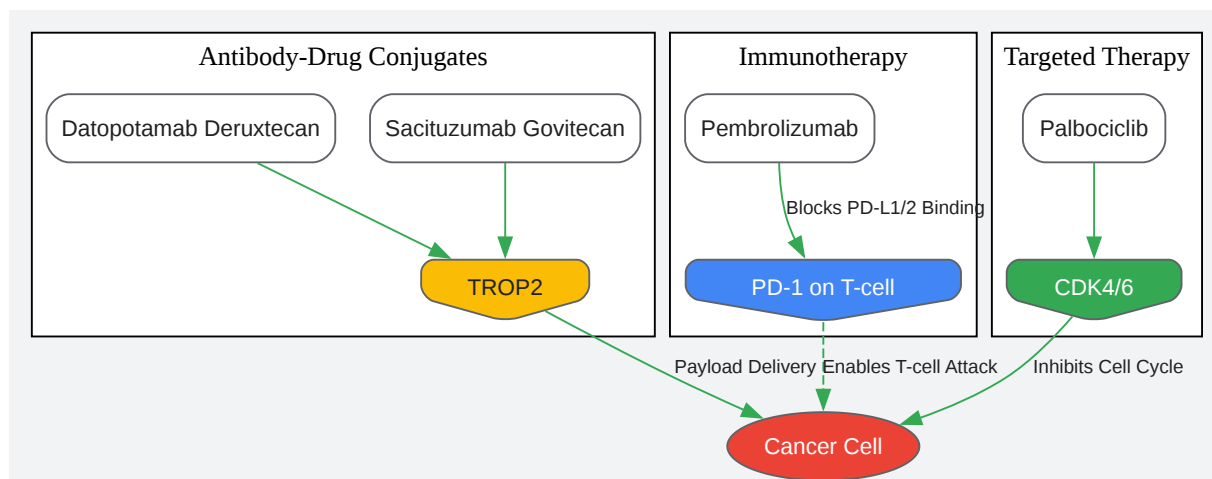 Antibody-Drug Conjugates
Immunotherapy
Targeted Therapy
Datopotamab Deruxtecan
Sacituzumab Govitecan
Pembrolizumab
Palbociclib
Blocks PD-L1/2 Binding
TROP2
PD-1 on T-cell
CDK4/6
Payload Delivery
Enables T-cell Attack
Inhibits Cell Cycle
Cancer Cell